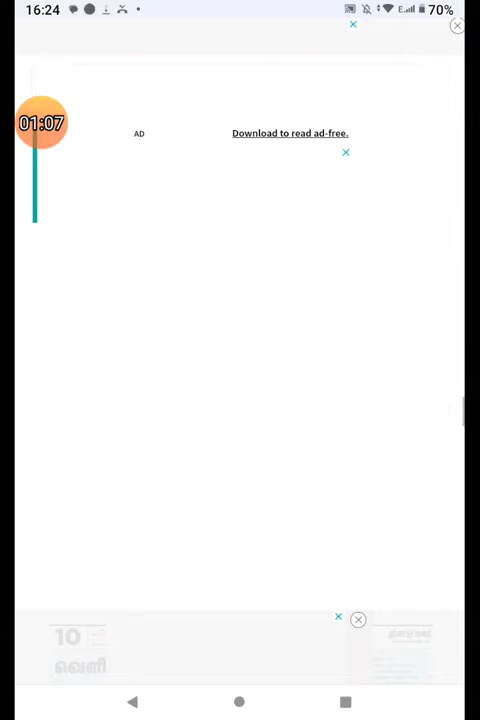 16:24
E
70%
01:07
AD
Download to read ad-free.
10
வெளி